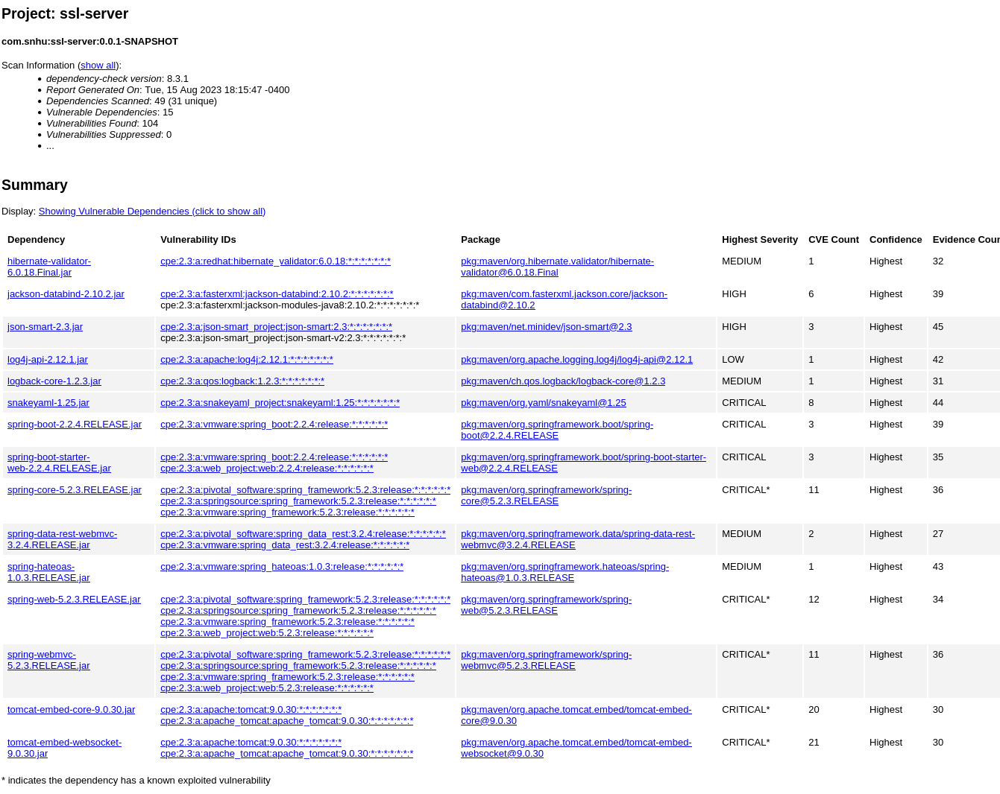 Project: ssl-server
com.snhu:ssl-server:0.0.1-SNAPSHOT
Scan Information (show all):
• dependency-check version: 8.3.1
• Report Generated On: Tue, 15 Aug 2023 18:15:47 -0400
• Dependencies Scanned: 49 (31 unique)
• Vulnerable Dependencies: 15
• Vulnerabilities Found: 104
• Vulnerabilities Suppressed: 0
• ...
Summary
Display: Showing Vulnerable Dependencies (click to show all)
Dependency Vulnerability IDs Package Highest Severity CVE Count Confidence Evidence Coun
hibernate-validator- cpe:2.3:a:redhat:hibernate_validator:6.0.18:*:*:*:*:*:*:* pkg:maven/org.hibernate.validator/hibernate- MEDIUM 1 Highest 32
6.0.18.Final.jar validator@6.0.18.Final
jackson-databind-2.10.2.jar cpe:2.3:a:fasterxml:jackson-databind:2.10.2:*:*:*:*:*:*:* pkg:maven/com.fasterxml.jackson.core/jackson- HIGH 6 Highest 39
cpe:2.3:a:fasterxml:jackson-modules-java8:2.10.2:*:*:*:*:*:*:* databind@2.10.2
json-smart-2.3.jar cpe:2.3:a:json-smart_project:json-smart:2.3:*:*:*:*:*:*:* pkg:maven/net.minidev/json-smart@2.3 HIGH 3 Highest 45
cpe:2.3:a:json-smart_project:json-smart-v2:2.3:*:*:*:*:*:*:*
log4j-api-2.12.1.jar cpe:2.3:a:apache:log4j:2.12.1:*:*:*:*:*:*:* pkg:maven/org.apache.logging.log4j/log4j-api@2.12.1 LOW 1 Highest 42
logback-core-1.2.3.jar cpe:2.3:a:qos:logback:1.2.3:*:*:*:*:*:*:* pkg:maven/ch.qos.logback/logback-core@1.2.3 MEDIUM 1 Highest 31
snakeyaml-1.25.jar cpe:2.3:a:snakeyaml_project:snakeyaml:1.25:*:*:*:*:*:*:* pkg:maven/org.yaml/snakeyaml@1.25 CRITICAL 8 Highest 44
spring-boot-2.2.4.RELEASE.jar cpe:2.3:a:vmware:spring_boot:2.2.4:release:*:*:*:*:*:* pkg:maven/org.springframework.boot/spring- CRITICAL 3 Highest 39
boot@2.2.4.RELEASE
spring-boot-starter- cpe:2.3:a:vmware:spring_boot:2.2.4:release:*:*:*:*:*:* pkg:maven/org.springframework.boot/spring-boot-starter- CRITICAL 3 Highest 35
web-2.2.4.RELEASE.jar cpe:2.3:a:web_project:web:2.2.4:release:*:*:*:*:*:* web@2.2.4.RELEASE
spring-core-5.2.3.RELEASE.jar cpe:2.3:a:pivotal_software:spring_framework:5.2.3:release:*:*:*:*:*:* pkg:maven/org.springframework/spring- CRITICAL* 11 Highest 36
cpe:2.3:a:springsource:spring_framework:5.2.3:release:*:*:*:*:*:* core@5.2.3.RELEASE
cpe:2.3:a:vmware:spring_framework:5.2.3:release:*:*:*:*:*:*
spring-data-rest-webmvc- cpe:2.3:a:pivotal_software:spring_data_rest:3.2.4:release:*:*:*:*:*:* pkg:maven/org.springframework.data/spring-data-rest- MEDIUM 2 Highest 27
3.2.4.RELEASE.jar cpe:2.3:a:vmware:spring_data_rest:3.2.4:release:*:*:*:*:*:* webmvc@3.2.4.RELEASE
spring-hateoas- cpe:2.3:a:vmware:spring_hateoas:1.0.3:release:*:*:*:*:*:* pkg:maven/org.springframework.hateoas/spring- MEDIUM 1 Highest 43
1.0.3.RELEASE.jar hateoas@1.0.3.RELEASE
spring-web-5.2.3.RELEASE.jar cpe:2.3:a:pivotal_software:spring_framework:5.2.3:release:*:*:*:*:*:* pkg:maven/org.springframework/spring- CRITICAL* 12 Highest 34
cpe:2.3:a:springsource:spring_framework:5.2.3:release:*:*:*:*:*:* web@5.2.3.RELEASE
cpe:2.3:a:vmware:spring_framework:5.2.3:release:*:*:*:*:*:*
cpe:2.3:a:web_project:web:5.2.3:release:*:*:*:*:*:*
spring-webmvc- cpe:2.3:a:pivotal_software:spring_framework:5.2.3:release:*:*:*:*:*:* pkg:maven/org.springframework/spring- CRITICAL* 11 Highest 36
5.2.3.RELEASE.jar cpe:2.3:a:springsource:spring_framework:5.2.3:release:*:*:*:*:*:* webmvc@5.2.3.RELEASE
cpe:2.3:a:vmware:spring_framework:5.2.3:release:*:*:*:*:*:*
cpe:2.3:a:web_project:web:5.2.3:release:*:*:*:*:*:*
tomcat-embed-core-9.0.30.jar cpe:2.3:a:apache:tomcat:9.0.30:*:*:*:*:*:*:* pkg:maven/org.apache.tomcat.embed/tomcat-embed- CRITICAL* 20 Highest 30
cpe:2.3:a:apache_tomcat:apache_tomcat:9.0.30:*:*:*:*:*:*:* core@9.0.30
tomcat-embed-websocket- cpe:2.3:a:apache:tomcat:9.0.30:*:*:*:*:*:*:* pkg:maven/org.apache.tomcat.embed/tomcat-embed- CRITICAL* 21 Highest 30
9.0.30.jar cpe:2.3:a:apache_tomcat:apache_tomcat:9.0.30:*:*:*:*:*:*:* websocket@9.0.30
* indicates the dependency has a known exploited vulnerability